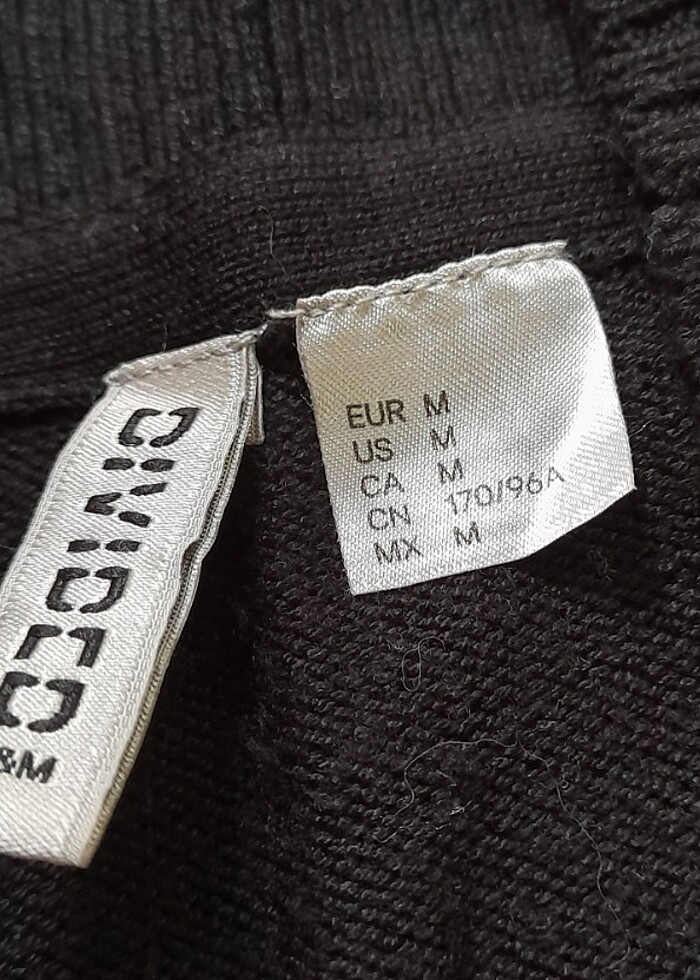 DIVIDED
&M
EUR M
US M
CA M
CN 170/96A
MX M